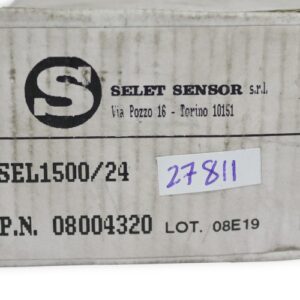 S
SELET SENSOR s.r.l.
Via Pozzo 16 - Torino 10151
SEL1500/24
27811
P.N. 08004320 LOT. 08E19